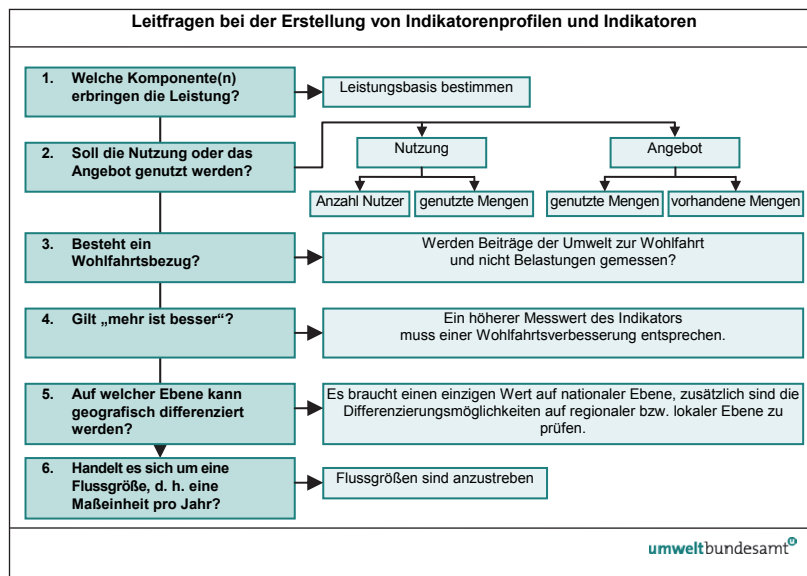 Leitfragen bei der Erstellung von Indikatorenprofilen und Indikatoren
1. Welche Komponente(n)
erbringen die Leistung?
Leistungsbasis bestimmen
2. Soll die Nutzung oder das
Angebot genutzt werden?
Nutzung
Angebot
Anzahl Nutzer
genutzte Mengen
genutzte Mengen
vorhandene Mengen
3. Besteht ein
Wohlfahrtsbezug?
Werden Beiträge der Umwelt zur Wohlfahrt
und nicht Belastungen gemessen?
4. Gilt „mehr ist besser“?
Ein höherer Messwert des Indikators
muss einer Wohlfahrtsverbesserung entsprechen.
5. Auf welcher Ebene kann
geografisch differenziert
werden?
Es braucht einen einzigen Wert auf nationaler Ebene, zusätzlich sind die
Differenzierungsmöglichkeiten auf regionaler bzw. lokaler Ebene zu
prüfen.
6. Handelt es sich um eine
Flussgröße, d. h. eine
Maßeinheit pro Jahr?
Flussgrößen sind anzustreben
umweltbundesamt